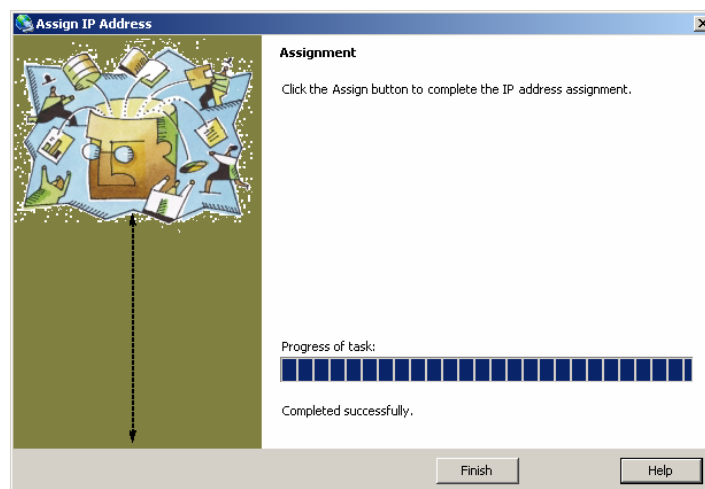 Assign IP Address
Assignment
Click the Assign button to complete the IP address assignment.
Progress of task:
Completed successfully.
Finish
Help